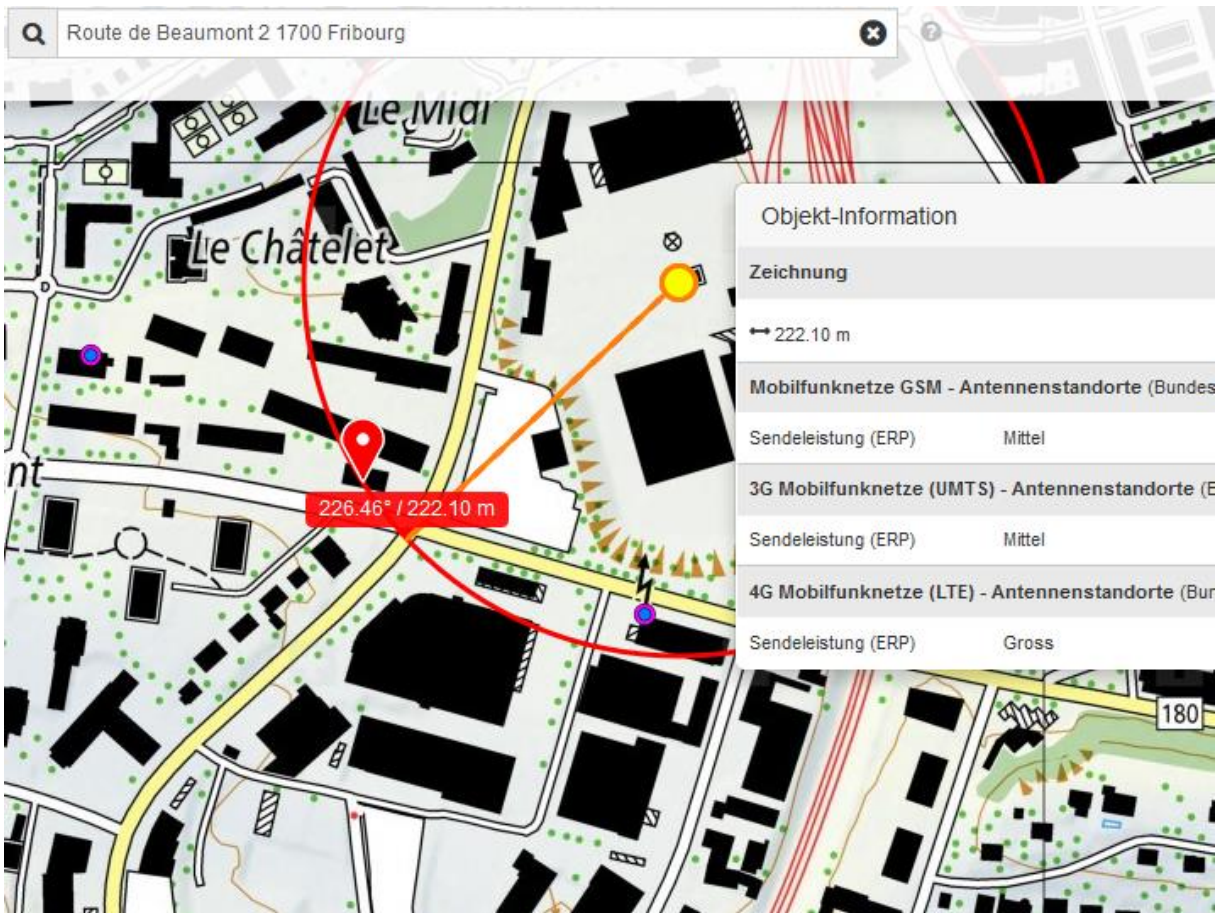 Route de Beaumont 2 1700 Fribourg
Le Midi
Objekt-Information
Le Châtelet
Zeichnung
222.10 m
Mobilfunknetze GSM - Antennenstandorte (Bundes
Sendeleistung (ERP) Mittel
nt
226.46° / 222.10 m
3G Mobilfunknetze (UMTS) - Antennenstandorte (B
Sendeleistung (ERP) Mittel
4G Mobilfunknetze (LTE) - Antennenstandorte (Bun
Sendeleistung (ERP) Gross
180